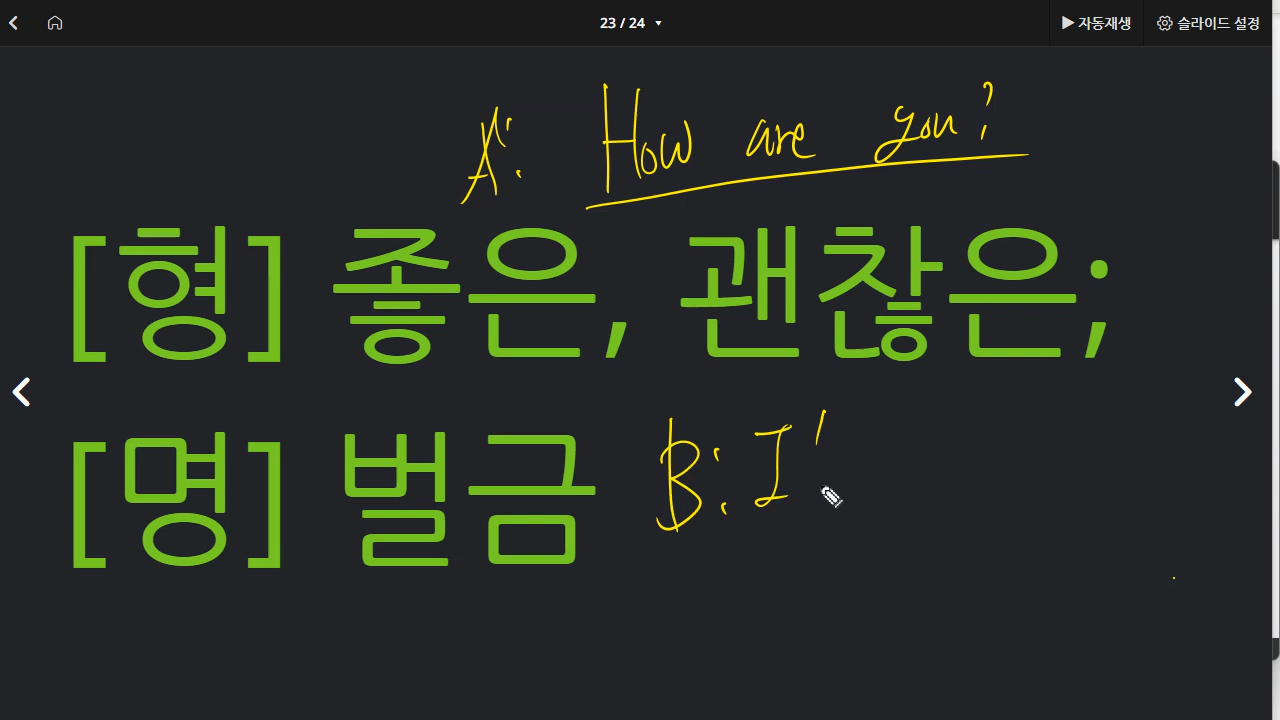 23 / 24
자동재생
슬라이드 설정
A: How are you?
[형] 좋은, 괜찮은;
[명] 벌금
B: I'